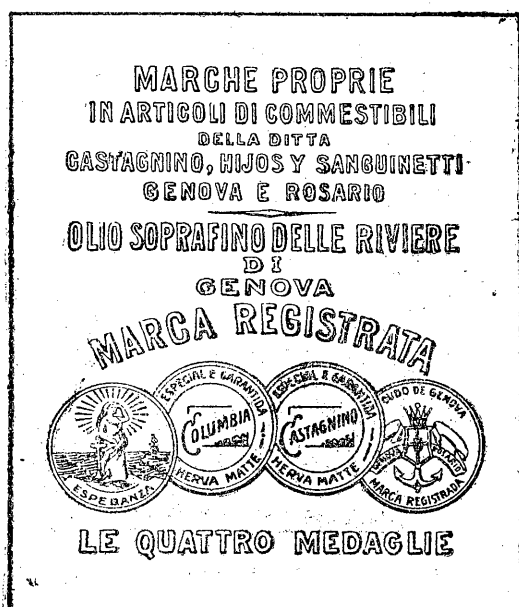 MARCHE PROPRIE
IN ARTICOLI DI COMMESTIBILI
DELLA DITTA
CASTAGNINO, HIJOS Y SANGUINETTI
GENOVA E ROSARIO
OLIO SOPRAFINO DELLE RIVIERE
DI
GENOVA
MARCA REGISTRATA
ESPERANZA
ESPECIAL E GARANTIDA
COLUMBIA
HERVA MATTE
ESPECIAL E GARANTIDA
CASTAGNINO
HERVA MATTE
CUDO DE GENOVA
GENOVA
ROSARIO
MARCA REGISTRADA
LE QUATTRO MEDAGLIE